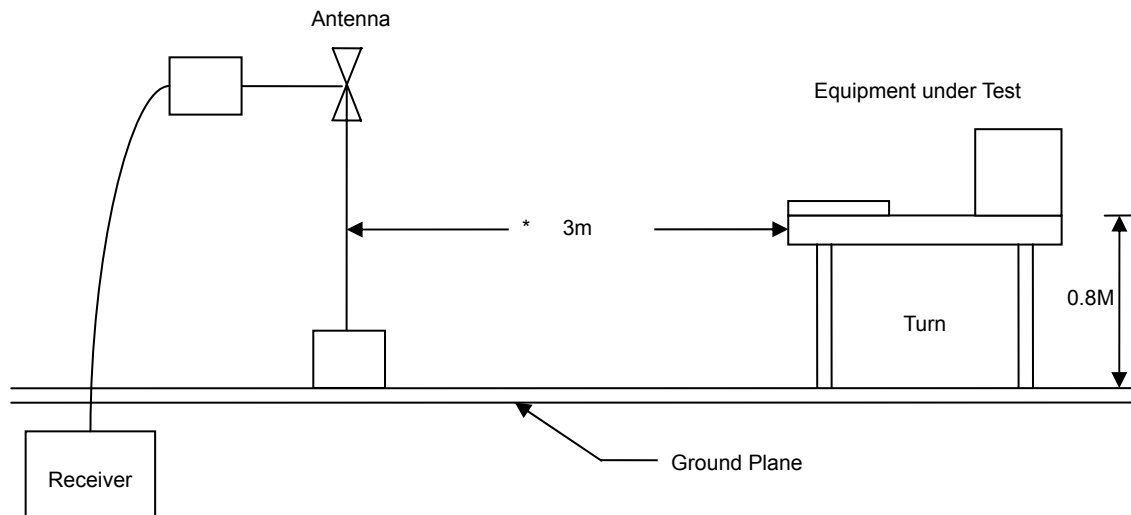 Antenna
Equipment under Test
* 3m
0.8M
Turn
Ground Plane
Receiver